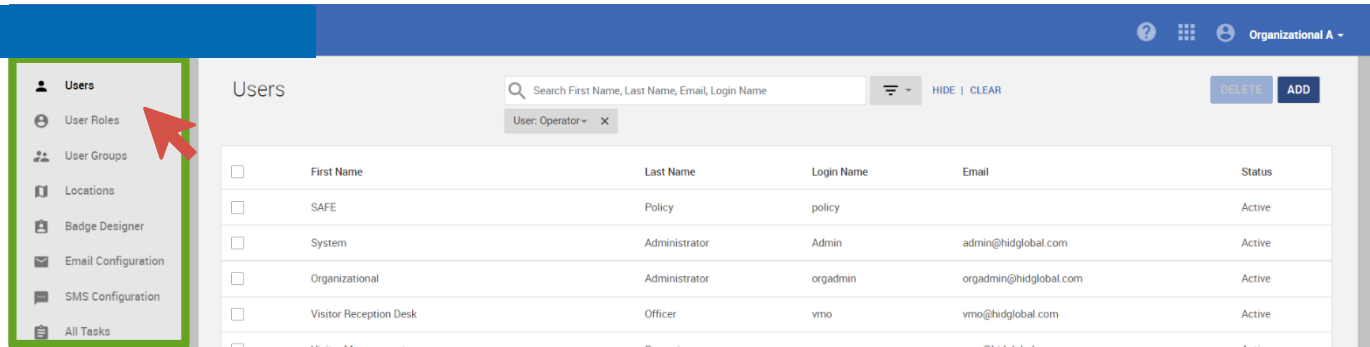 Organizational A
Users
User Roles
User Groups
Locations
Badge Designer
Email Configuration
SMS Configuration
All Tasks
Users
Search First Name, Last Name, Email, Login Name
HIDE | CLEAR
DELETE ADD
User: Operator X
First Name Last Name Login Name Email Status
SAFE Policy policy Active
System Administrator Admin admin@hidglobal.com Active
Organizational Administrator orgadmin orgadmin@hidglobal.com Active
Visitor Reception Desk Officer vmo vmo@hidglobal.com Active